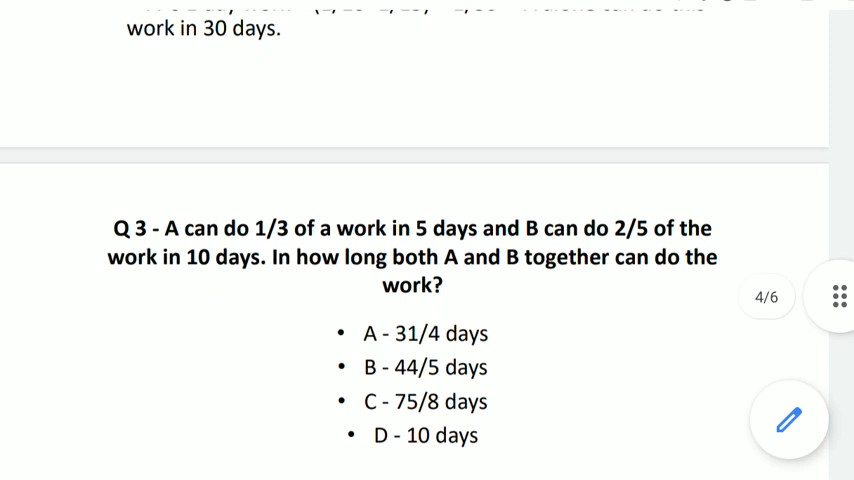 work in 30 days.
Q 3 - A can do 1/3 of a work in 5 days and B can do 2/5 of the
work in 10 days. In how long both A and B together can do the
work?
• A - 31/4 days
• B - 44/5 days
• C - 75/8 days
• D - 10 days
4/6